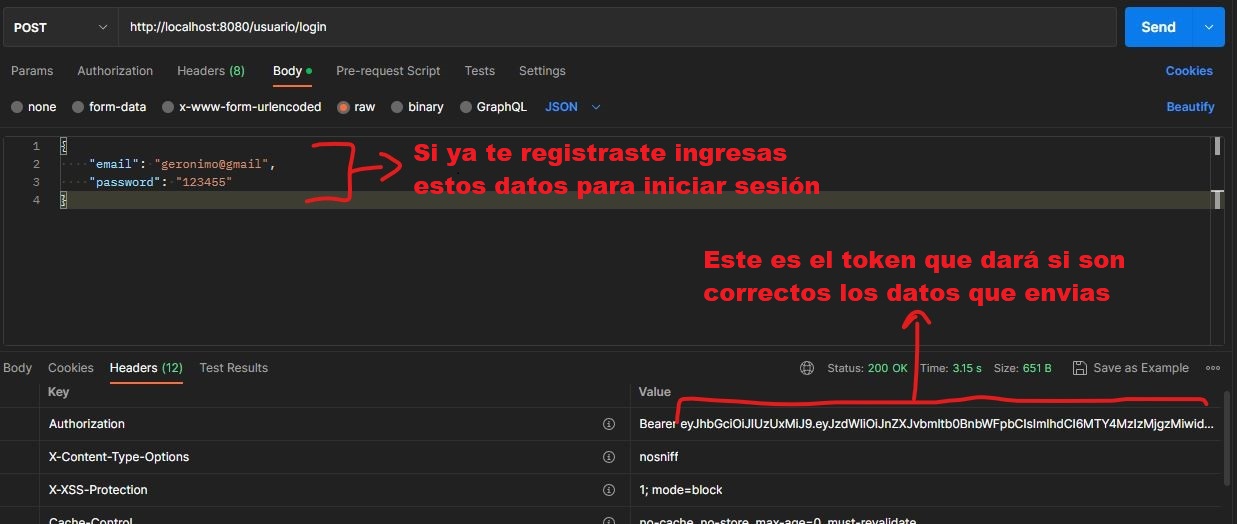 POST http://localhost:8080/usuario/login Send
Params Authorization Headers (8) Body Pre-request Script Tests Settings Cookies
none form-data x-www-form-urlencoded raw binary GraphQL JSON Beautify
1 {
2 "email": "geronimo@gmail",
3 "password": "123455"
4 }
Si ya te registraste ingresas
estos datos para iniciar sesión
Este es el token que dará si son
correctos los datos que envias
Body Cookies Headers (12) Test Results Status: 200 OK Time: 3.15 s Size: 651 B Save as Example
Key Value
Authorization Bearer eyJhbGciOiJIUzUxMiJ9.eyJzdWIiOiJnZXJvbmltb0BnbWFpbCIsImlhdCI6MTY4MzIzMjgzMiwid...
X-Content-Type-Options nosniff
X-XSS-Protection 1; mode=block
Cache-Control no-cache, no-store, max-age=0, must-revalidate